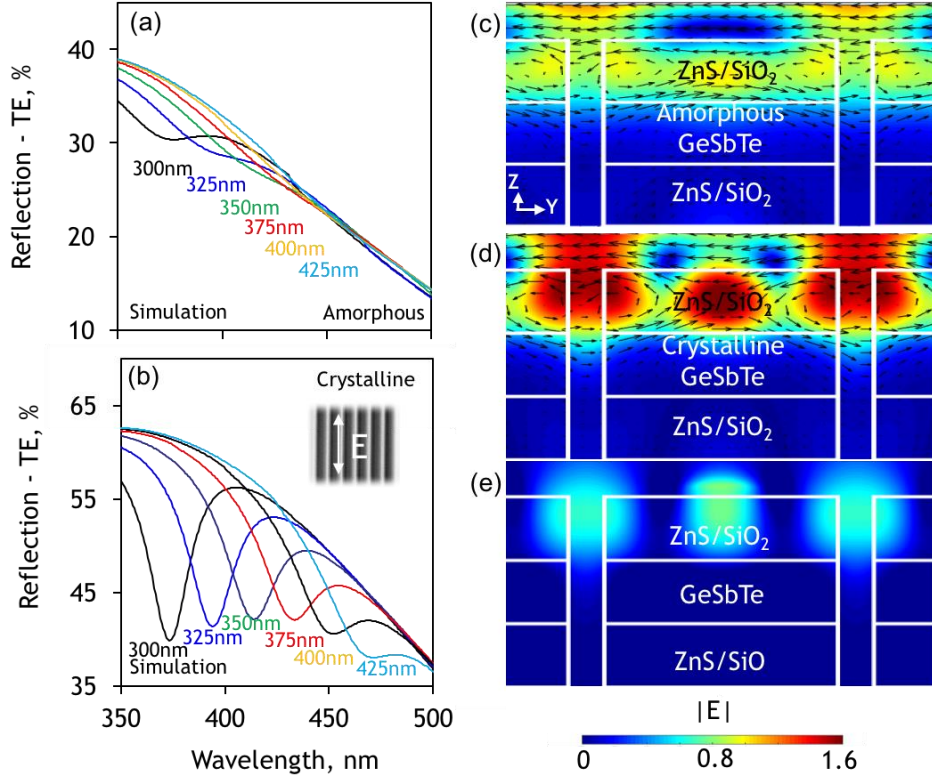 (a)
Reflection - TE, %
45
40
30
20
10
300nm
325nm
350nm
375nm
400nm
425nm
Simulation
Amorphous
(b)
Crystalline
E
Reflection - TE, %
65
55
45
35
300nm
325nm
350nm
375nm
400nm
425nm
Simulation
350
400
450
500
Wavelength, nm
(c)
ZnS/SiO₂
Amorphous
GeSbTe
ZnS/SiO₂
Z
Y
(d)
ZnS/SiO₂
Crystalline
GeSbTe
ZnS/SiO₂
(e)
ZnS/SiO₂
GeSbTe
ZnS/SiO
|E|
0
0.8
1.6